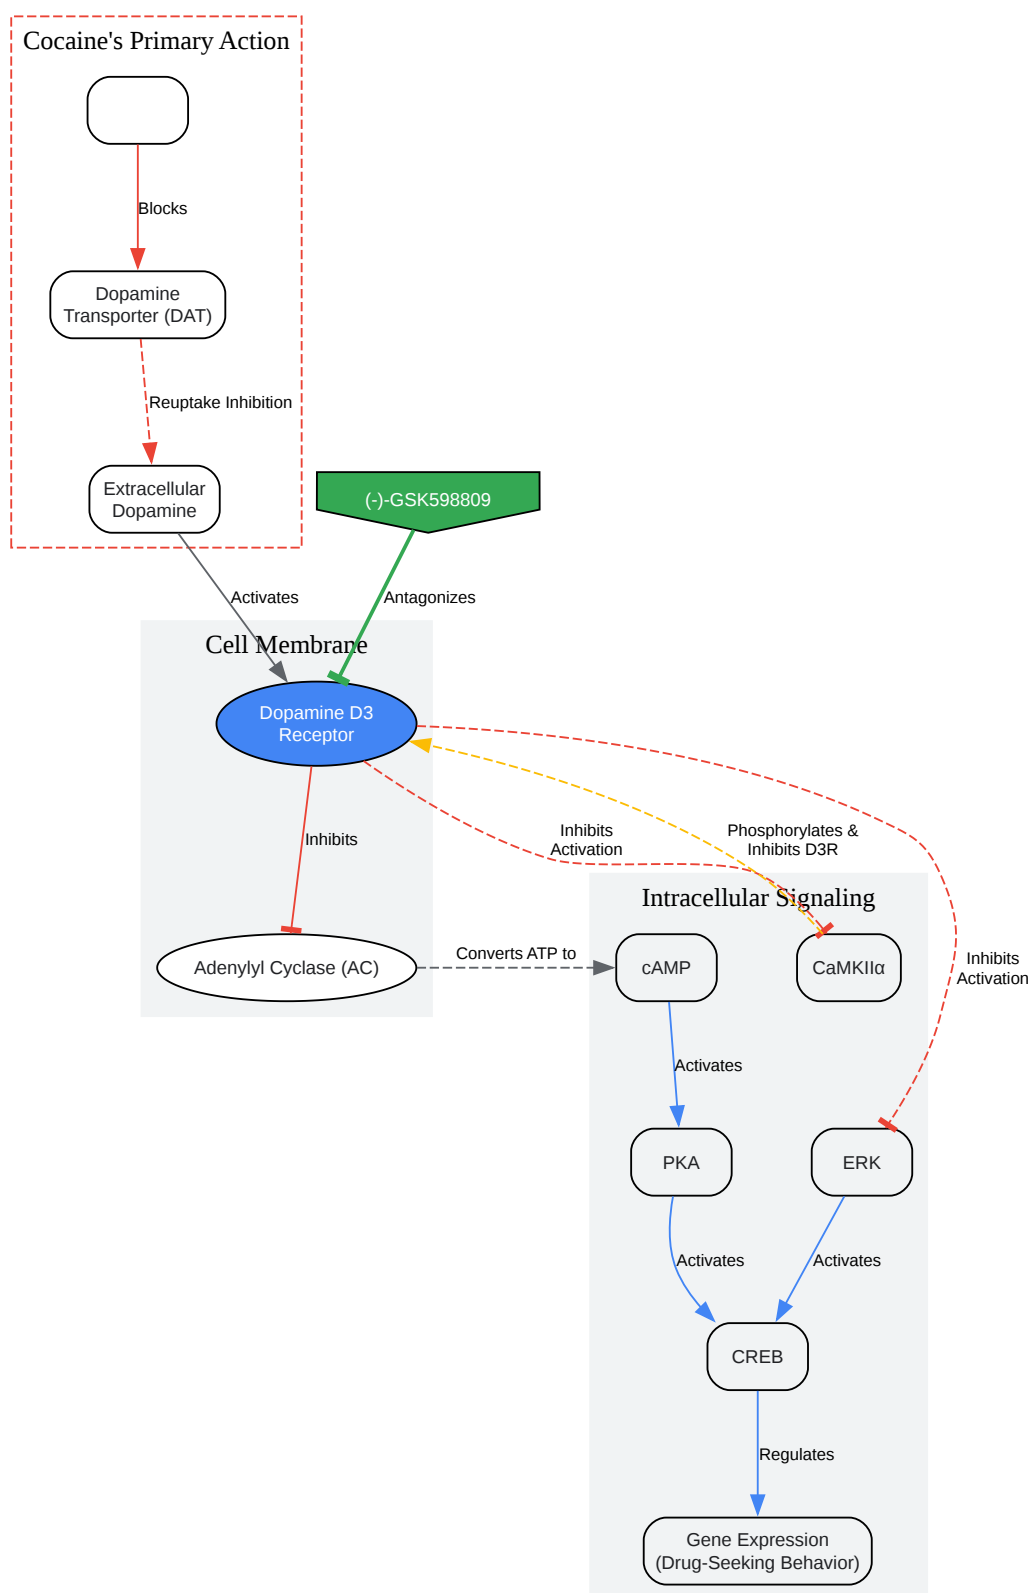 Cocaine's Primary Action
Blocks
Dopamine
Transporter (DAT)
Reuptake Inhibition
Extracellular
Dopamine
(-)-GSK598809
Activates
Antagonizes
Cell Membrane
Dopamine D3
Receptor
Inhibits
Inhibits
Activation
Phosphorylates &
Inhibits D3R
Intracellular Signaling
Adenylyl Cyclase (AC)
Converts ATP to
cAMP
CaMKIIα
Inhibits
Activation
Activates
PKA
ERK
Activates
Activates
CREB
Regulates
Gene Expression
(Drug-Seeking Behavior)